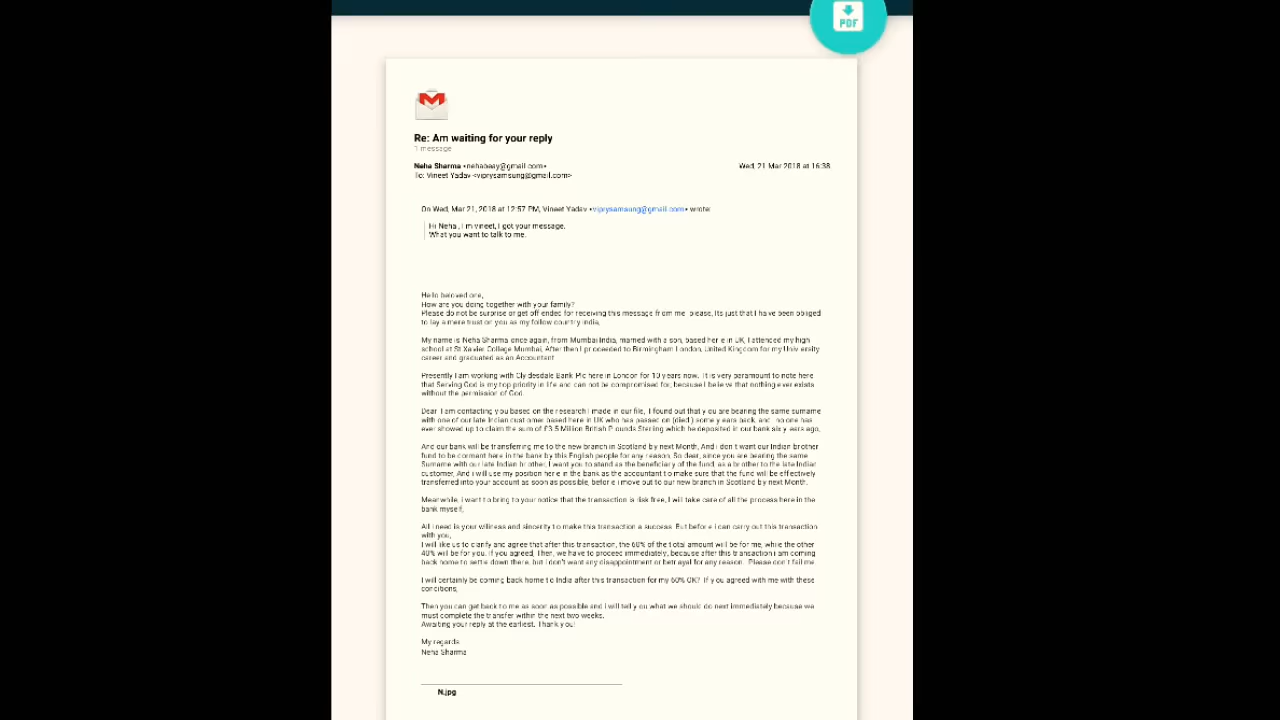 PDF
Re: Am waiting for your reply
1 message
Neha Sharma <nehaoeay@gmail.com> Wed, 21 Mar 2018 at 16:38
To: Vineet Yadav <viprysamsung@gmail.com>
On Wed, Mar 21, 2018 at 12:57 PM, Vineet Yadav <viprysamsung@gmail.com> wrote:
Hi Neha , I m vineet, I got your message.
What you want to talk to me.
Hello beloved one,
How are you doing together with your family?
Please do not be surprise or get off ended for receiving this message from me please, Its just that I have been obliged
to lay a mere trust on you as my follow country india,
My name is Neha Sharma once again, from Mumbai India, married with a son, based here in UK, I attended my high
school at St Xavier College Mumbai, After then I proceeded to Birmingham London, United Kingdom for my University
career and graduated as an Accountant
Presently I am working with Clydesdale Bank Plc here in London for 10 years now, It is very paramount to note here
that Serving God is my top priority in life and can not be compromised for, because I believe that nothing ever exists
without the permission of God.
Dear I am contacting you based on the research I made in our file, I found out that you are bearing the same surname
with one of our late Indian customer based here in UK who has passed on (died) some years back, and no one has
ever showed up to claim the sum of £3.5 Million British Pounds Sterling which he deposited in our bank six years ago,
And our bank will be transferring me to the new branch in Scotland by next Month, And i don't want our Indian brother
fund to be dormant here in the bank by this English people for any reason, So dear, since you are bearing the same
Surname with our late Indian brother, I want you to stand as the beneficiary of the fund, as a brother to the late Indian
customer, And i will use my position here in the bank as the accountant to make sure that the fund will be effectively
transferred into your account as soon as possible, before i move out to our new branch in Scotland by next Month.
Meanwhile, i want to bring to your notice that the transaction is risk free, I will take care of all the process here in the
bank myself,
All i need is your williness and sincerity to make this transaction a success. But before i can carry out this transaction
with you,
I will like us to clarify and agree that after this transaction, the 60% of the total amount will be for me, while the other
40% will be for you, if you agreed, Then, we have to proceed immediately, because after this transaction i am coming
back home to settle down there, but i don't want any disappointment or betrayal for any reason. Please don't fail me
I will certainly be coming back home to India after this transaction for my 60% OK? If you agreed with me with these
conditions,
Then you can get back to me as soon as possible and i will tell you what we should do next immediately because we
must complete the transfer within the next two weeks.
Awaiting your reply at the earliest. Thank you!
My regards
Neha Sharma
N.jpg